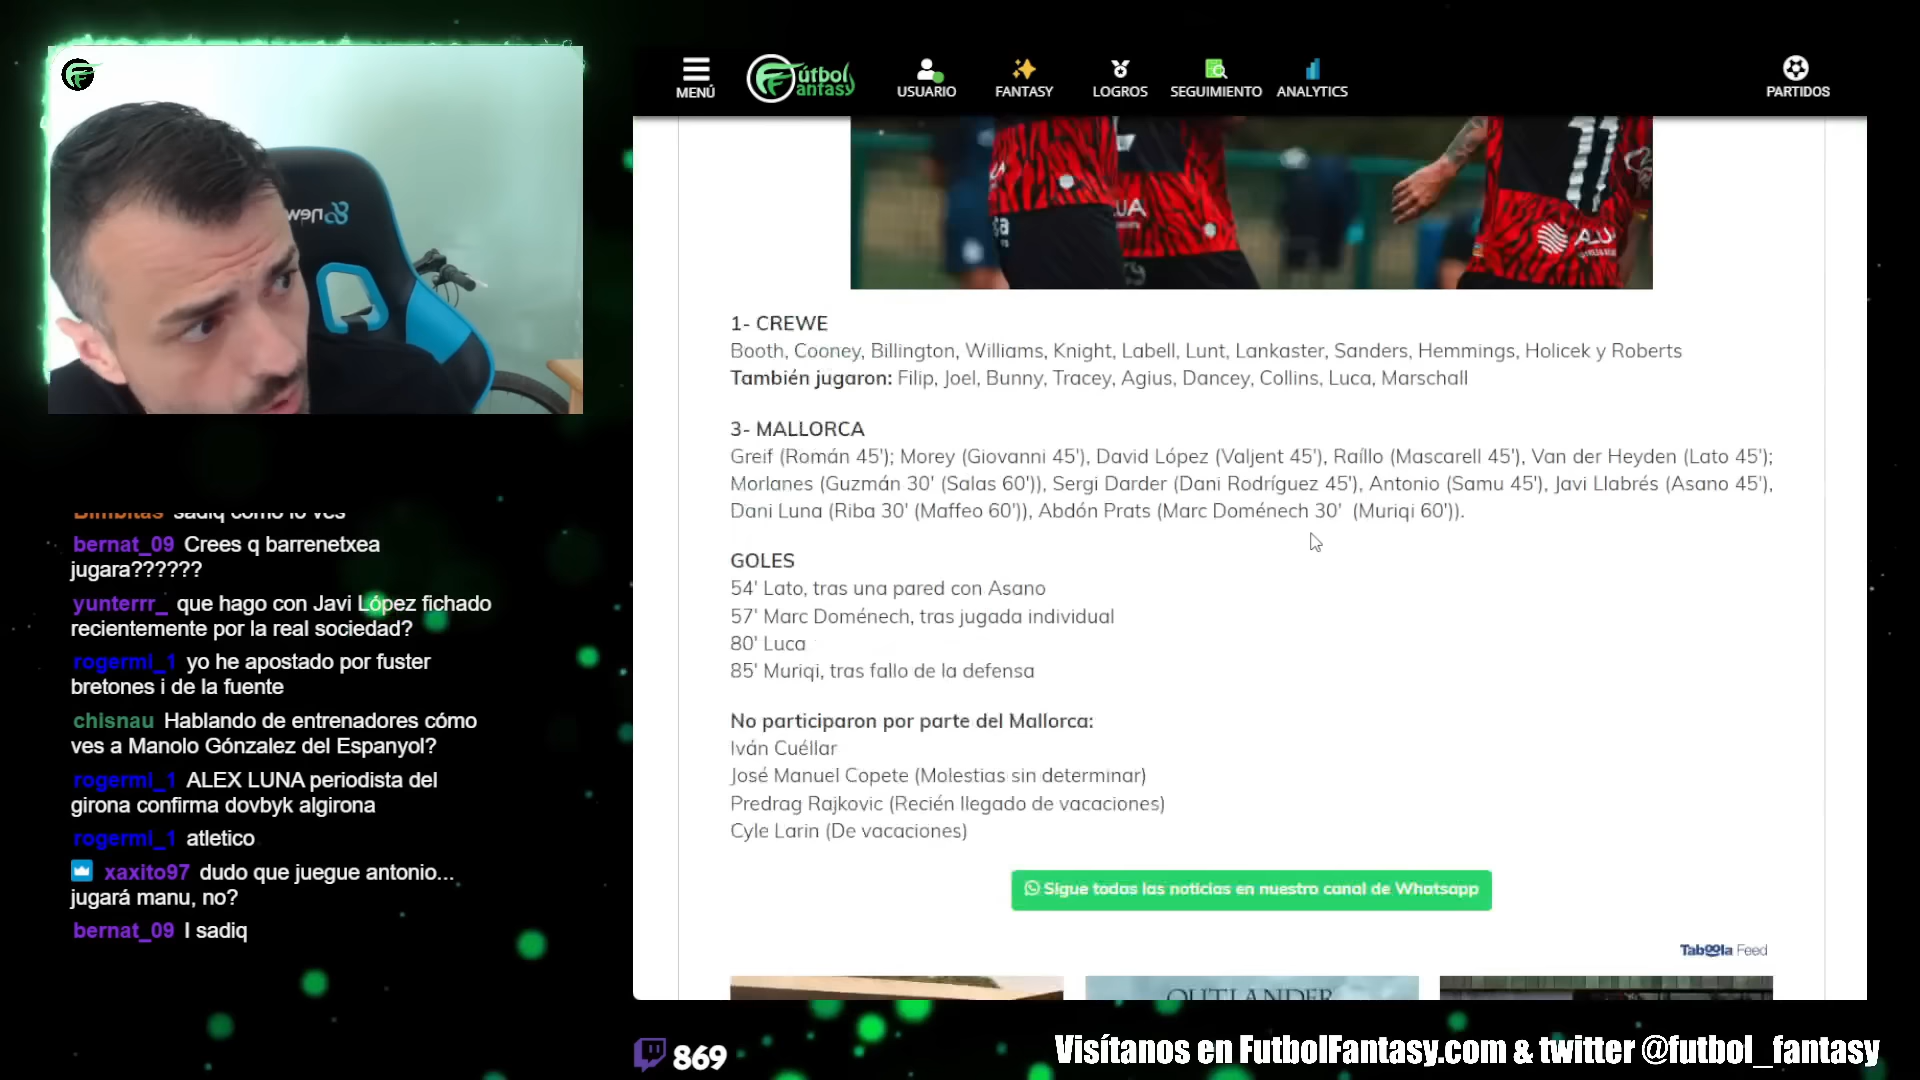 MENÚ
Fútbol
Fantasy
USUARIO
FANTASY
LOGROS
SEGUIMIENTO
ANALYTICS
PARTIDOS
11
1- CREWE
Booth, Cooney, Billington, Williams, Knight, Labell, Lunt, Lankaster, Sanders, Hemmings, Holicek y Roberts
También jugaron: Filip, Joel, Bunny, Tracey, Agius, Dancey, Collins, Luca, Marschall
3- MALLORCA
Greif (Román 45'); Morey (Giovanni 45'), David López (Valjent 45'), Raíllo (Mascarell 45'), Van der Heyden (Lato 45');
Morlanes (Guzmán 30' (Salas 60')), Sergi Darder (Dani Rodríguez 45'), Antonio (Samu 45'), Javi Llabrés (Asano 45'),
Dani Luna (Riba 30' (Maffeo 60')), Abdón Prats (Marc Doménech 30' (Muriqi 60')).
GOLES
54' Lato, tras una pared con Asano
57' Marc Doménech, tras jugada individual
80' Luca
85' Muriqi, tras fallo de la defensa
No participaron por parte del Mallorca:
Iván Cuéllar
José Manuel Copete (Molestias sin determinar)
Predrag Rajkovic (Recién llegado de vacaciones)
Cyle Larin (De vacaciones)
Sigue todas las noticias en nuestro canal de Whatsapp
Taboola Feed
OUTLANDER
Bimbitas sadiq como lo ves
bernat_09 Crees q barrenetxea
jugara??????
yunterrr_ que hago con Javi López fichado
recientemente por la real sociedad?
rogermi_1 yo he apostado por fuster
bretones i de la fuente
chisnau Hablando de entrenadores cómo
ves a Manolo Gónzalez del Espanyol?
rogermi_1 ALEX LUNA periodista del
girona confirma dovbyk algirona
rogermi_1 atletico
xaxito97 dudo que juegue antonio...
jugará manu, no?
bernat_09 I sadiq
869
Visítanos en FutbolFantasy.com & twitter @futbol_fantasy